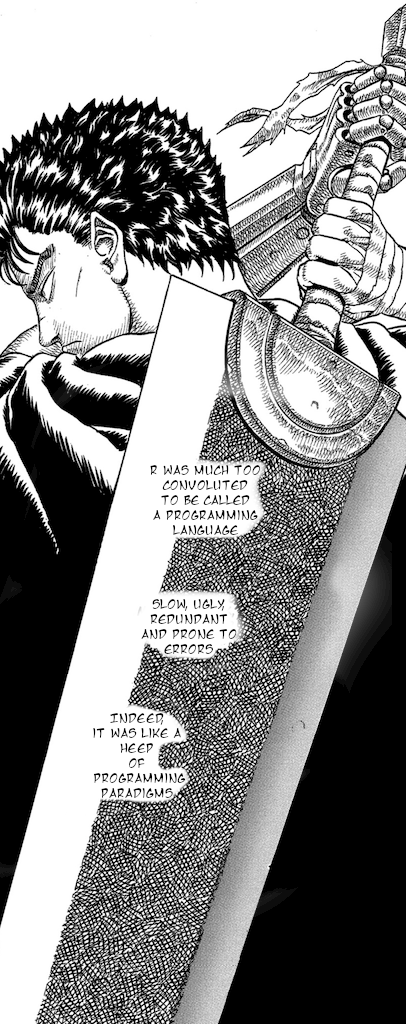 R WAS MUCH TOO
CONVOLUTED
TO BE CALLED
A PROGRAMMING
LANGUAGE
SLOW, UGLY,
REDUNDANT
AND PRONE TO
ERRORS
INDEED,
IT WAS LIKE A
HEEP
OF
PROGRAMMING
PARADIGMS